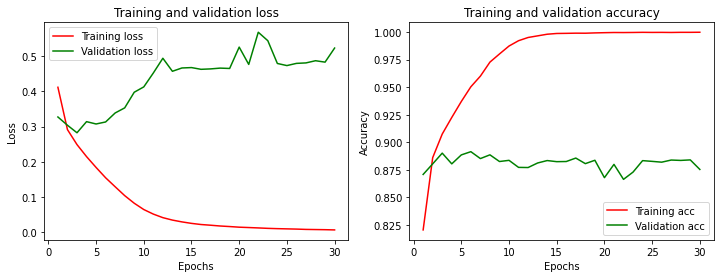 Training and validation loss
Training loss
Validation loss
Loss
0.5
0.4
0.3
0.2
0.1
0.0
0 5 10 15 20 25 30
Epochs
Training and validation accuracy
Accuracy
1.000
0.975
0.950
0.925
0.900
0.875
0.850
0.825
Training acc
Validation acc
0 5 10 15 20 25 30
Epochs